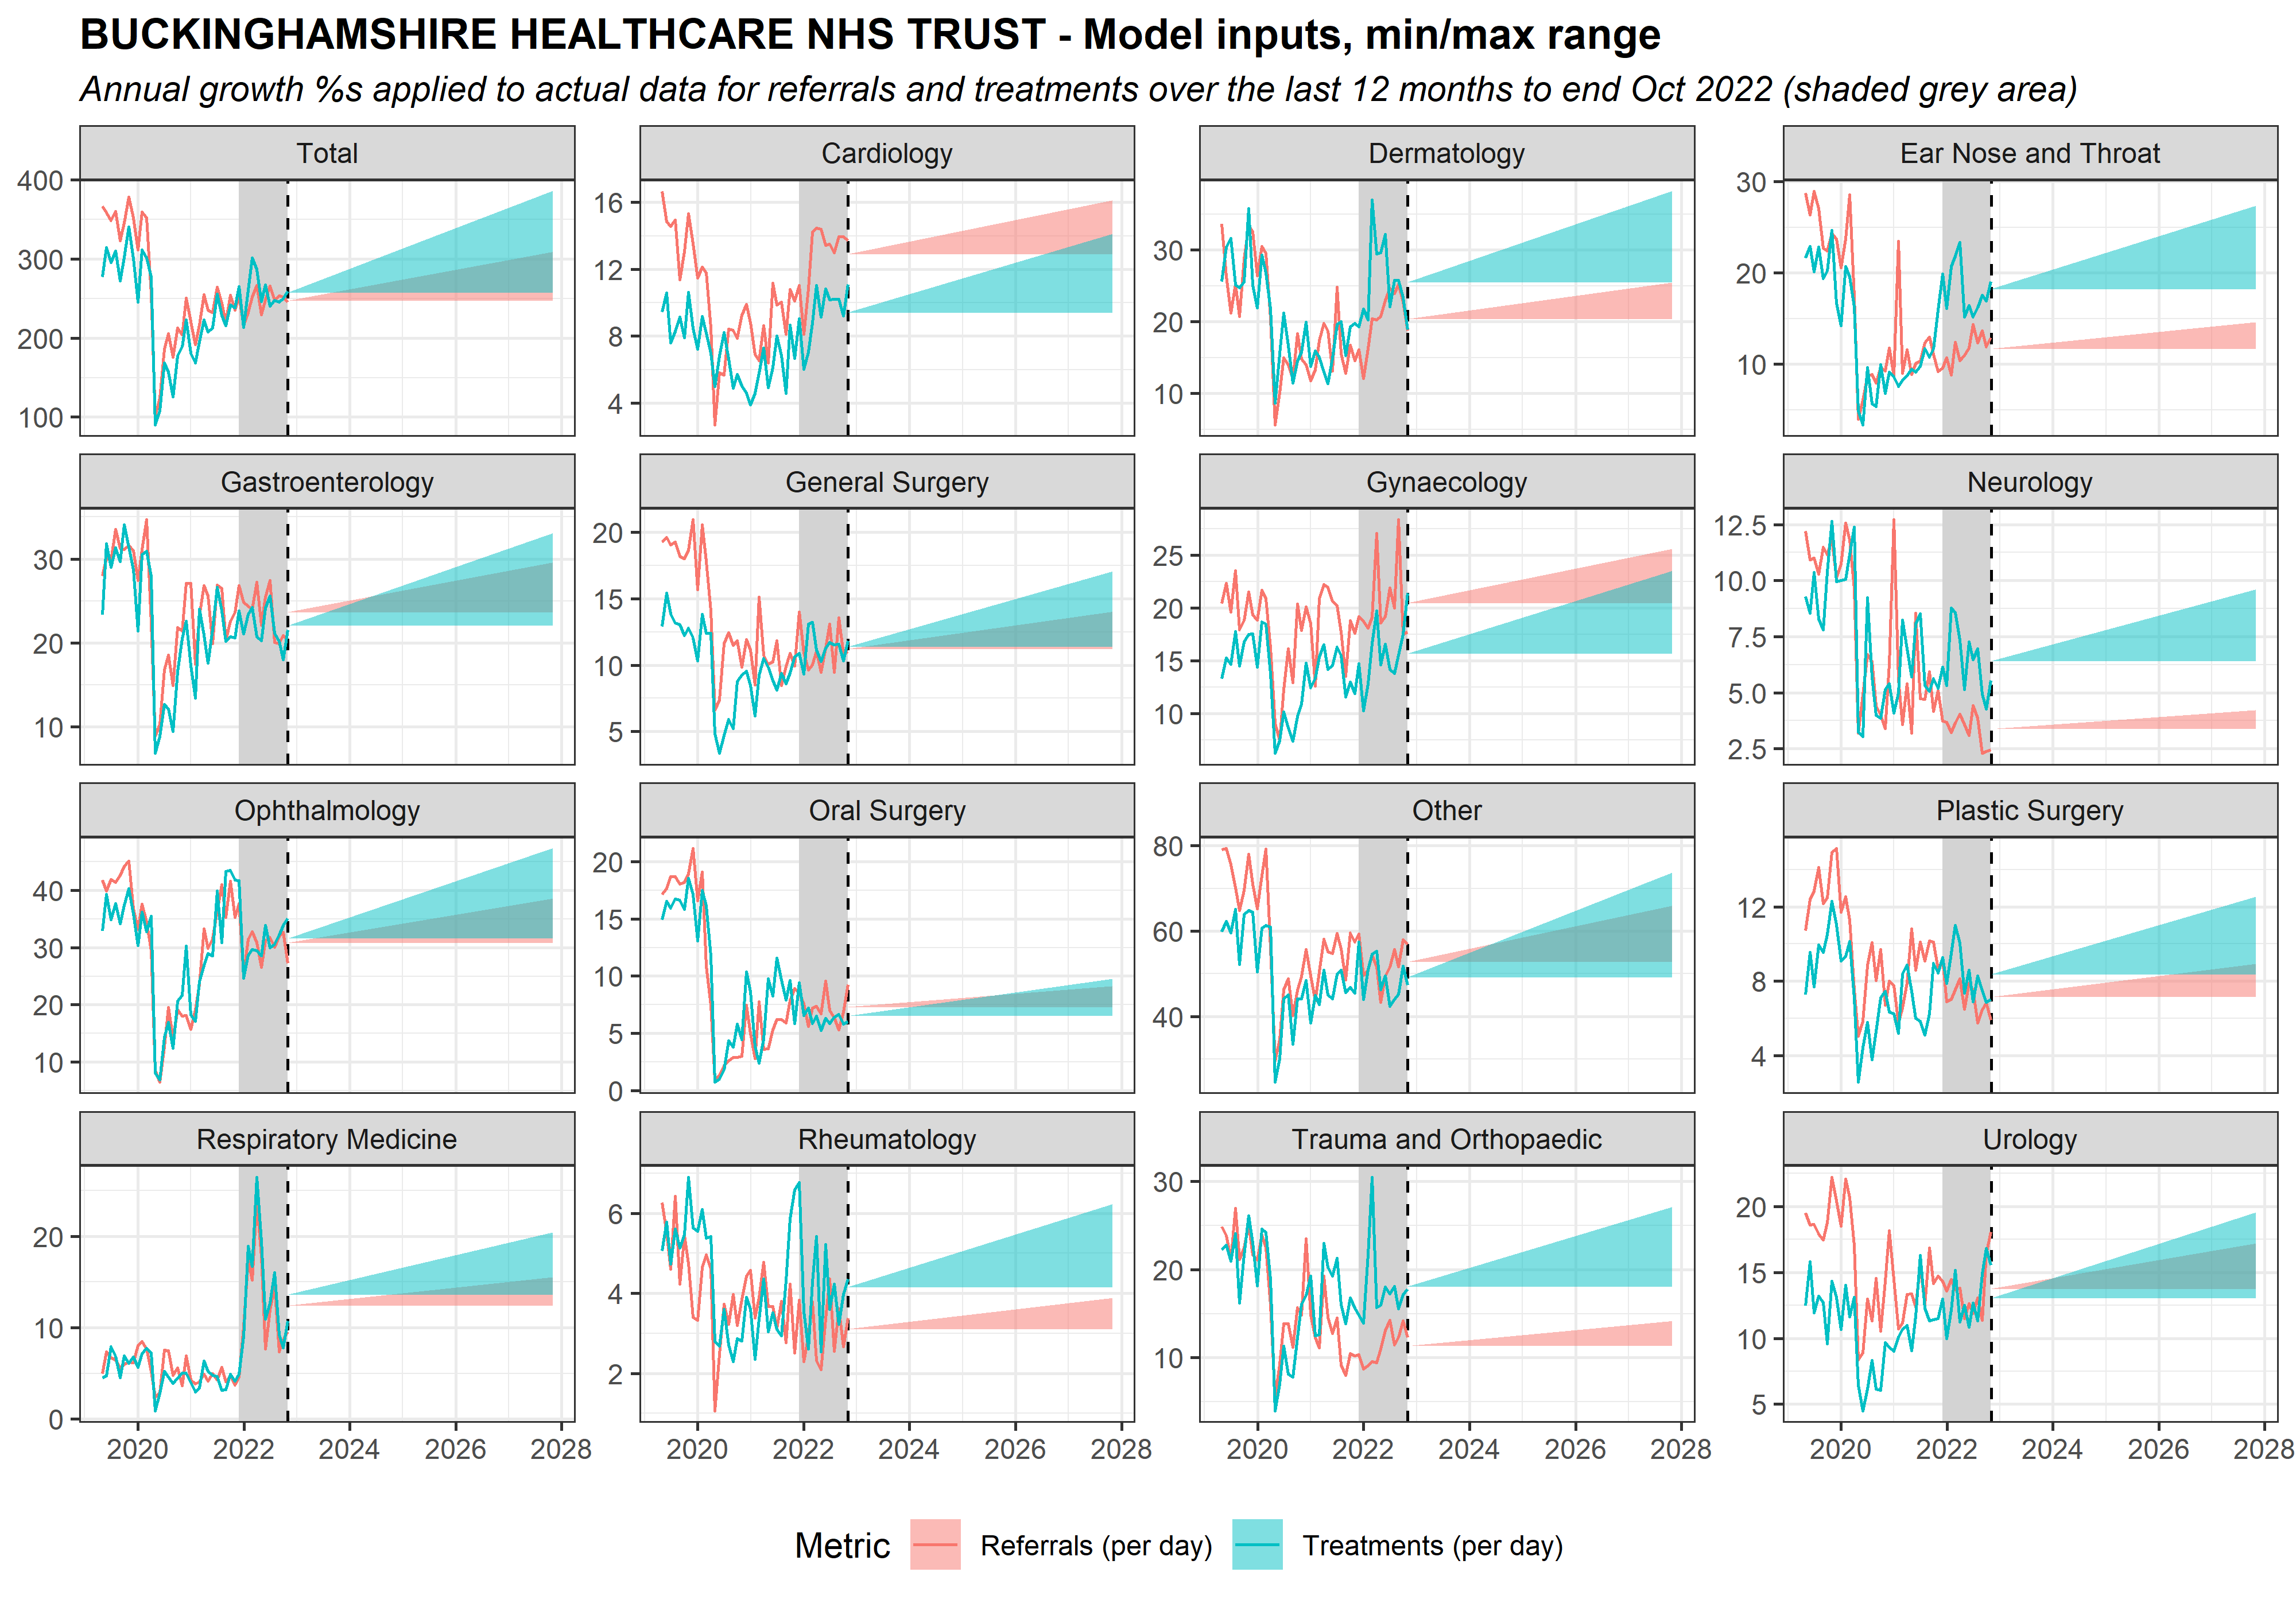 BUCKINGHAMSHIRE HEALTHCARE NHS TRUST - Model inputs, min/max range
Annual growth %s applied to actual data for referrals and treatments over the last 12 months to end Oct 2022 (shaded grey area)
Total
Cardiology
Dermatology
Ear Nose and Throat
400
300
200
100
16
12
8
4
30
20
10
30
20
10
Gastroenterology
General Surgery
Gynaecology
Neurology
30
20
10
20
15
10
5
25
20
15
10
12.5
10.0
7.5
5.0
2.5
Ophthalmology
Oral Surgery
Other
Plastic Surgery
40
30
20
10
20
15
10
5
0
80
60
40
12
8
4
Respiratory Medicine
Rheumatology
Trauma and Orthopaedic
Urology
20
10
0
6
4
2
30
20
10
20
15
10
5
2020 2022 2024 2026 2028
2020 2022 2024 2026 2028
2020 2022 2024 2026 2028
2020 2022 2024 2026 2028
Metric Referrals (per day) Treatments (per day)